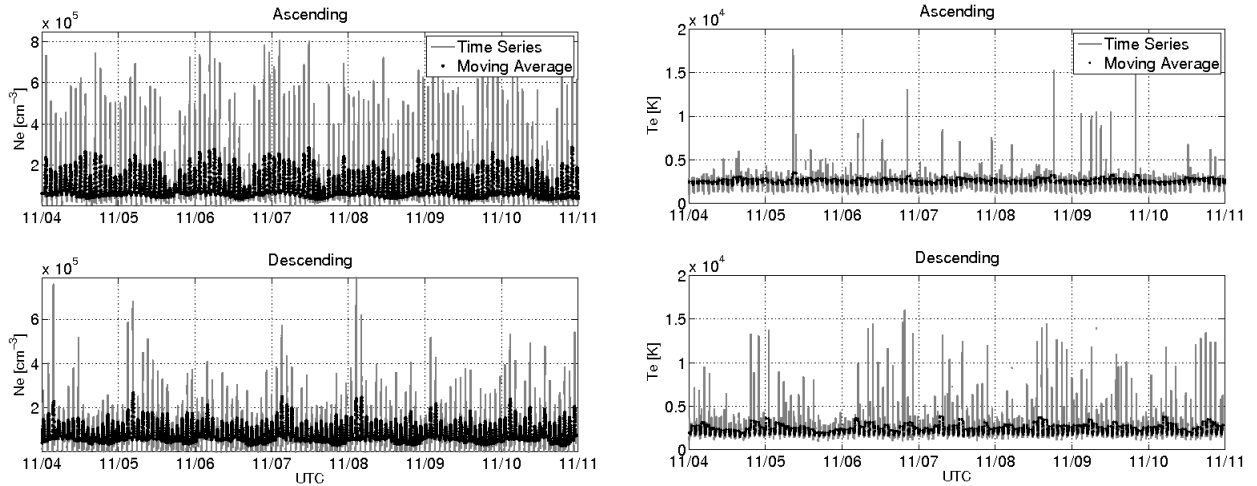 Ascending
x 10^5
Time Series
Moving Average
Ne [cm^-3]
8
6
4
2
11/04 11/05 11/06 11/07 11/08 11/09 11/10 11/11
Ascending
x 10^4
Time Series
Moving Average
Te [K]
2
1.5
1
0.5
0
11/04 11/05 11/06 11/07 11/08 11/09 11/10 11/11
Descending
x 10^5
Ne [cm^-3]
6
4
2
11/04 11/05 11/06 11/07 11/08 11/09 11/10 11/11
UTC
Descending
x 10^4
Te [K]
2
1.5
1
0.5
0
11/04 11/05 11/06 11/07 11/08 11/09 11/10 11/11
UTC